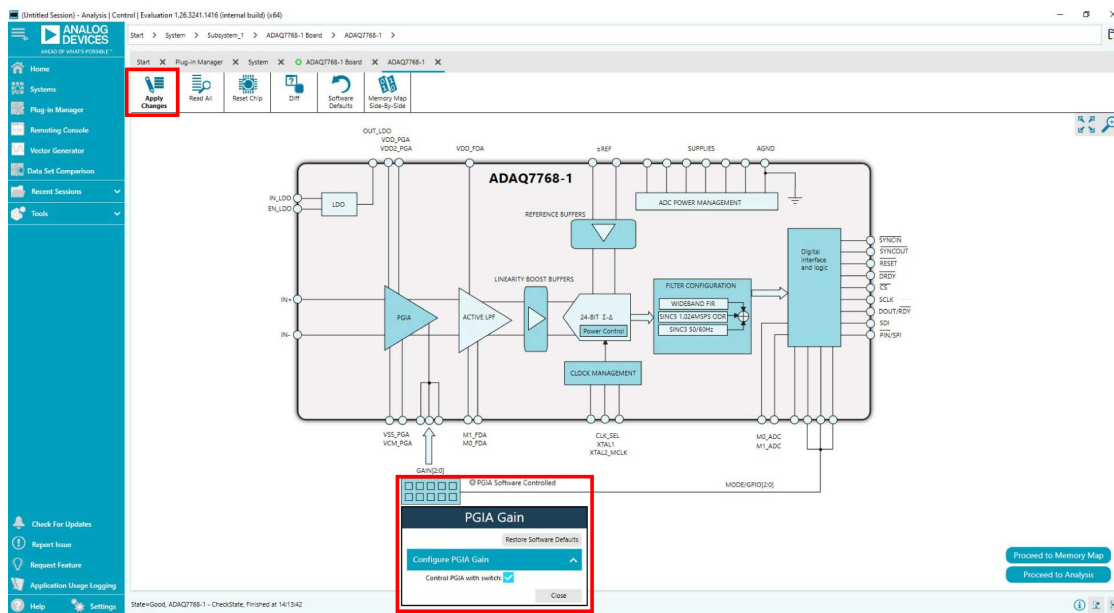 (Untitled Session) - Analysis | Control | Evaluation 1.26.3241.1416 (internal build) (x64)
ANALOG
DEVICES
AHEAD OF WHAT'S POSSIBLE™
Start > System > Subsystem_1 > ADAQ7768-1 Board > ADAQ7768-1 >
Home
Systems
Plug-in Manager
Remoting Console
Vector Generator
Data Set Comparison
Recent Sessions
Tools
Start X Plug-in Manager X System X ADAQ7768-1 Board X ADAQ7768-1 X
Apply
Changes
Read All
Reset Chip
Diff
Software
Defaults
Memory Map
Side-By-Side
OUT_LDO
VDD_PGA
VDD2_PGA
VDD_FDA
±REF
SUPPLIES
AGND
ADAQ7768-1
IN_LDO
EN_LDO
LDO
ADC POWER MANAGEMENT
REFERENCE BUFFERS
Digital
interface
and logic
SYNCIN
SYNCOUT
RESET
DRDY
CS
SCLK
DOUT/RDY
SDI
PIN/SPI
LINEARITY BOOST BUFFERS
FILTER CONFIGURATION
WIDEBAND FIR
SINC5 1.024MSPS ODR
SINC3 50/60Hz
IN+
IN-
PGIA
ACTIVE LPF
24-BIT Σ-Δ
Power Control
CLOCK MANAGEMENT
VSS_PGA
VCM_PGA
M1_FDA
M0_FDA
CLK_SEL
XTAL1
XTAL2_MCLK
M0_ADC
M1_ADC
GAIN[2:0]
PGIA Software Controlled
MODE/GPIO[2:0]
PGIA Gain
Restore Software Defaults
Configure PGIA Gain
Control PGIA with switch:
Close
Check For Updates
Report Issue
Request Feature
Application Usage Logging
Help
Settings
Proceed to Memory Map
Proceed to Analysis
State=Good, ADAQ7768-1 - CheckState, Finished at 14:13:42